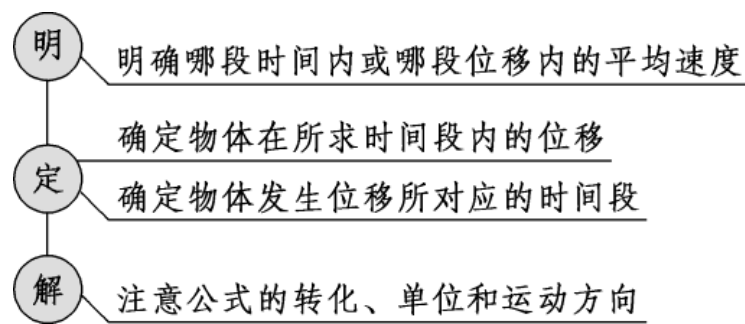 明
明确哪段时间内或哪段位移内的平均速度
确定物体在所求时间段内的位移
定
确定物体发生位移所对应的时间段
解
注意公式的转化、单位和运动方向